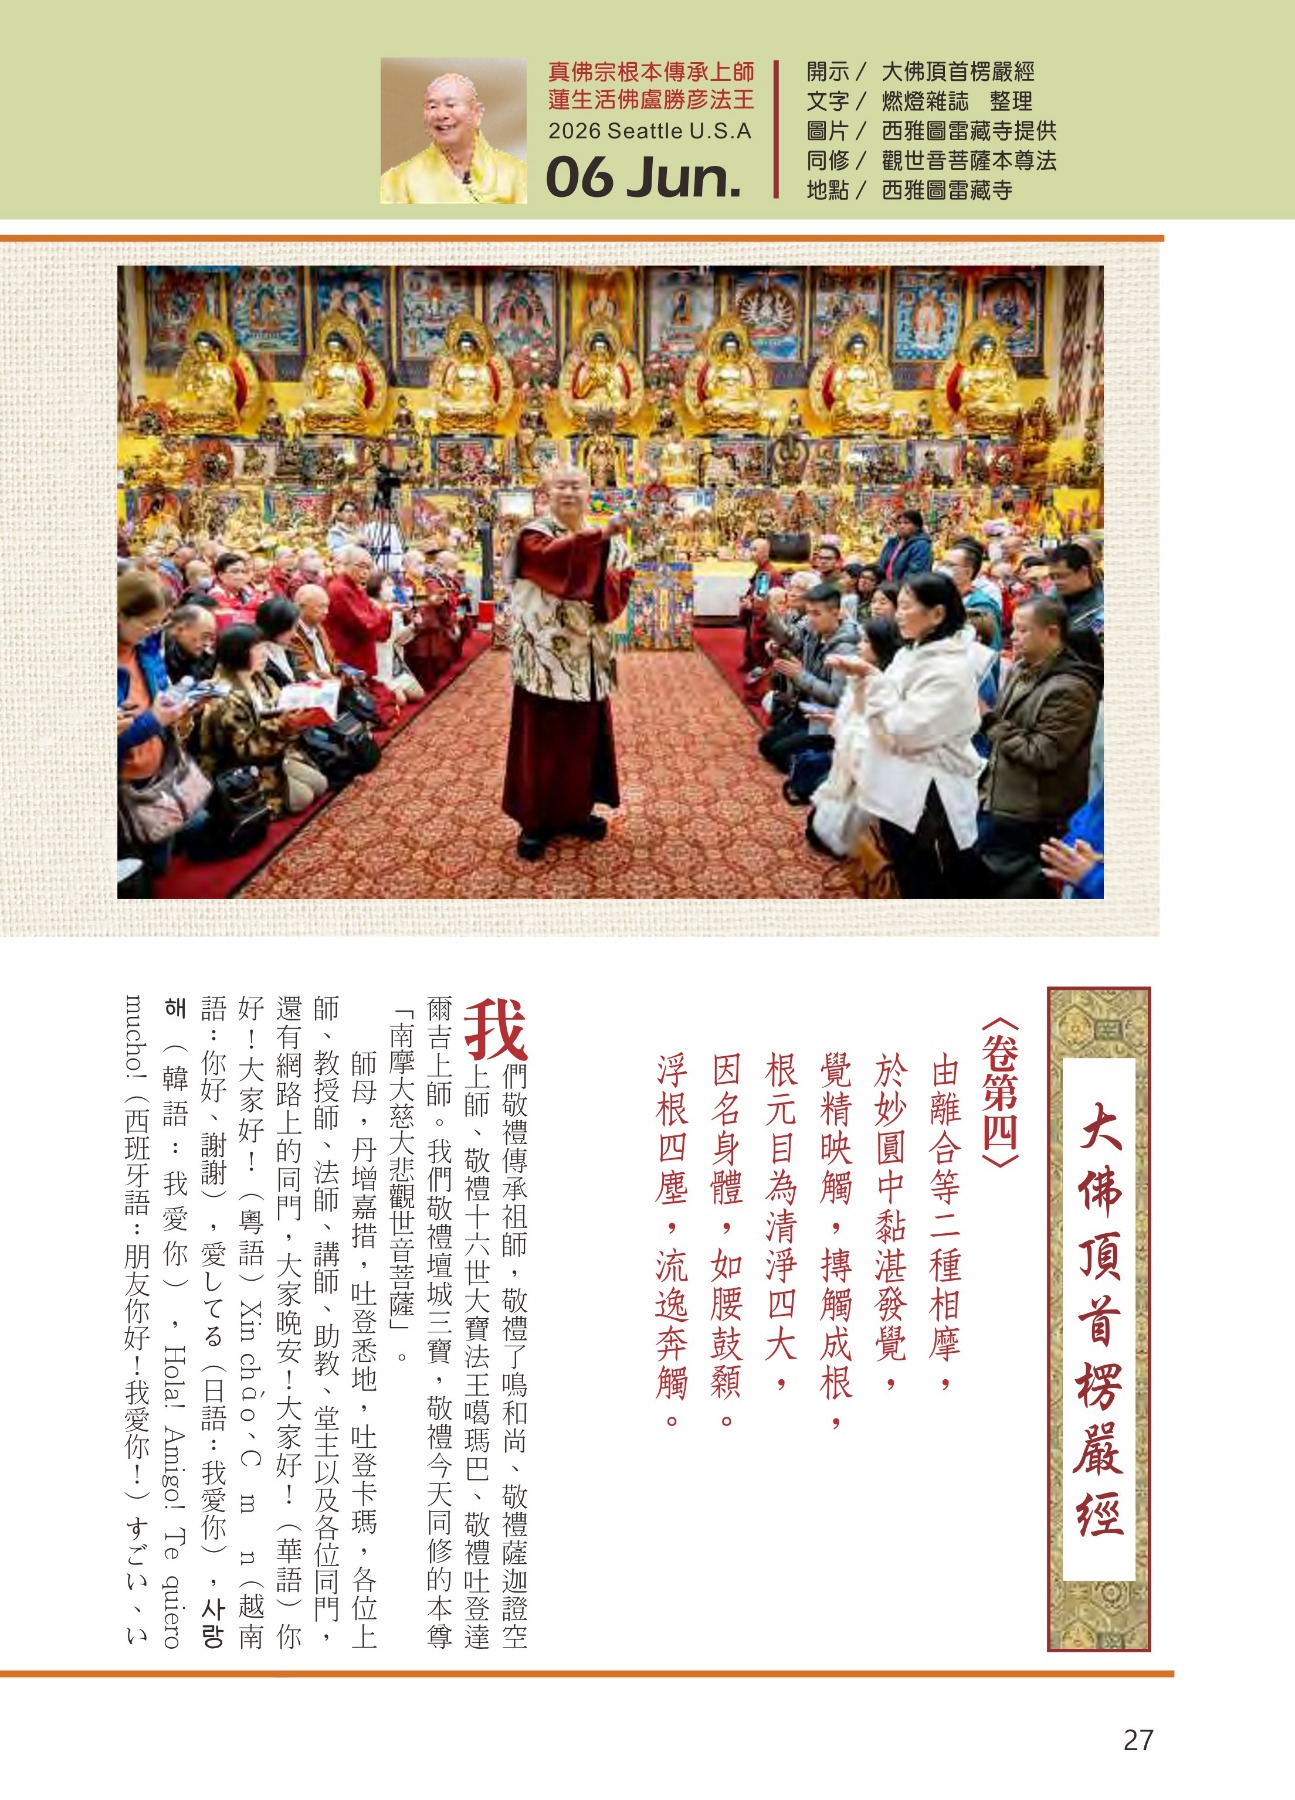 真佛宗根本傳承上師
蓮生活佛盧勝彥法王
2026 Seattle U.S.A
06 Jun.
開示／ 大佛頂首楞嚴經
文字／ 燃燈雜誌 整理
圖片／ 西雅圖雷藏寺提供
同修／ 觀世音菩薩本尊法
地點／ 西雅圖雷藏寺
大佛頂首楞嚴經
〈卷第四〉
由離合等二種相摩，
於妙圓中黏湛發覺，
覺精映觸，摶觸成根，
根元目為清淨四大，
因名身體，如腰鼓顙。
浮根四塵，流逸奔觸。
我們敬禮傳承祖師，敬禮了鳴和尚、敬禮薩迦證空
上師、敬禮十六世大寶法王噶瑪巴、敬禮吐登達
爾吉上師。我們敬禮壇城三寶，敬禮今天同修的本尊
「南摩大慈大悲觀世音菩薩」。
師母，丹增嘉措，吐登悉地，吐登卡瑪，各位上
師、教授師、法師、講師、助教、堂主以及各位同門，
還有網路上的同門，大家晚安！大家好！（華語）你
好！大家好！（粵語）Xin cháo、C m n（越南
語：你好、謝謝），愛してる（日語：我愛你），사랑
해（韓語：我愛你），Hola! Amigo! Te quiero
mucho!（西班牙語：朋友你好！我愛你！）すごい、い
27